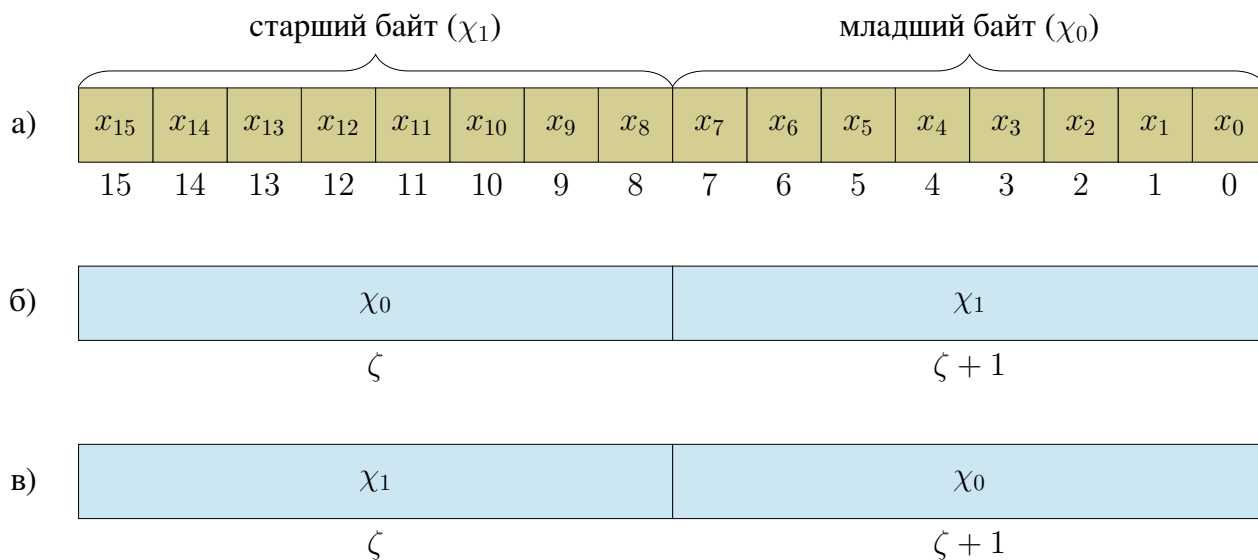 старший байт (χ₁) младший байт (χ₀)
а) x₁₅ x₁₄ x₁₃ x₁₂ x₁₁ x₁₀ x₉ x₈ x₇ x₆ x₅ x₄ x₃ x₂ x₁ x₀
15 14 13 12 11 10 9 8 7 6 5 4 3 2 1 0
б) χ₀ χ₁
ζ ζ + 1
в) χ₁ χ₀
ζ ζ + 1